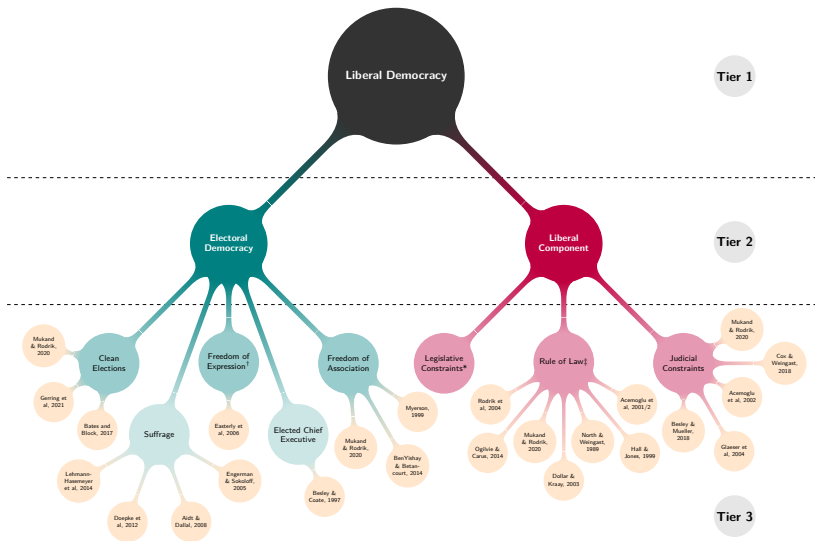 Liberal Democracy
Tier 1
Electoral
Democracy
Liberal
Component
Tier 2
Clean
Elections
Freedom of
Expression†
Freedom of
Association
Legislative
Constraints*
Rule of Law‡
Judicial
Constraints
Suffrage
Elected Chief
Executive
Mukand
& Rodrik,
2020
Gerring et
al, 2021
Bates and
Block, 2017
Lehmann-
Hasemeyer
et al, 2014
Doepke et
al, 2012
Aidt &
Dallal, 2008
Engerman
& Sokoloff,
2005
Easterly et
al, 2006
Besley &
Coate, 1997
Mukand
& Rodrik,
2020
BenYishay
& Betan-
court, 2014
Myerson,
1999
Rodrik et
al, 2004
Ogilvie &
Carus, 2014
Mukand
& Rodrik,
2020
Dollar &
Kraay, 2003
North &
Weingast,
1989
Hall &
Jones, 1999
Acemoglu et
al, 2001/2
Mukand
& Rodrik,
2020
Cox &
Weingast,
2018
Acemoglu
et al, 2002
Besley &
Mueller,
2018
Glaeser et
al, 2004
Tier 3